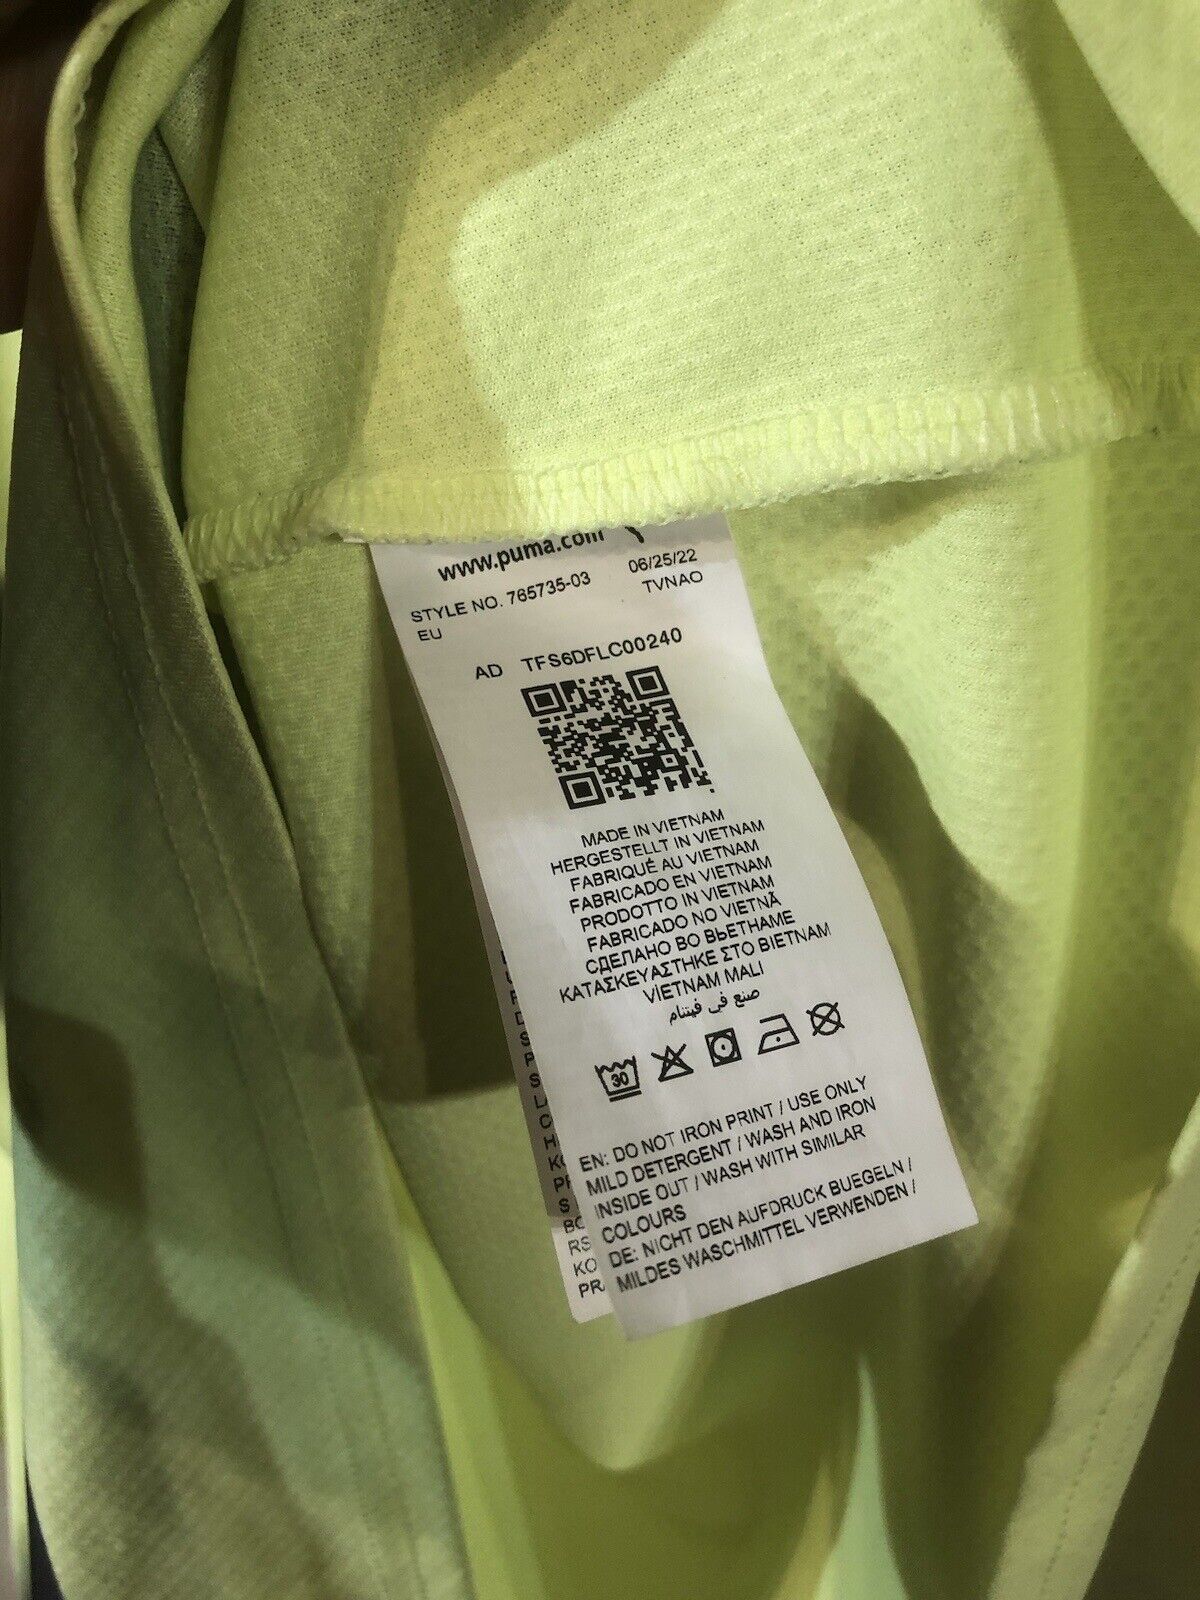 www.puma.com
STYLE NO. 765735-03 06/25/22
EU TVNAO
AD TFS6DFLC00240
MADE IN VIETNAM
HERGESTELLT IN VIETNAM
FABRIQUÉ AU VIETNAM
FABRICADO EN VIETNAM
PRODOTTO IN VIETNAM
FABRICADO NO VIETNÃ
СДЕЛАНО ВО ВЬЕТНАМЕ
ΚΑΤΑΣΚΕΥΑΣΤΗΚΕ ΣΤΟ ΒΙΕΤΝΑΜ
VİETNAM MALI
صنع في فيتنام
30
EN: DO NOT IRON PRINT / USE ONLY
MILD DETERGENT / WASH AND IRON
INSIDE OUT / WASH WITH SIMILAR
COLOURS
DE: NICHT DEN AUFDRUCK BUEGELN /
MILDES WASCHMITTEL VERWENDEN /